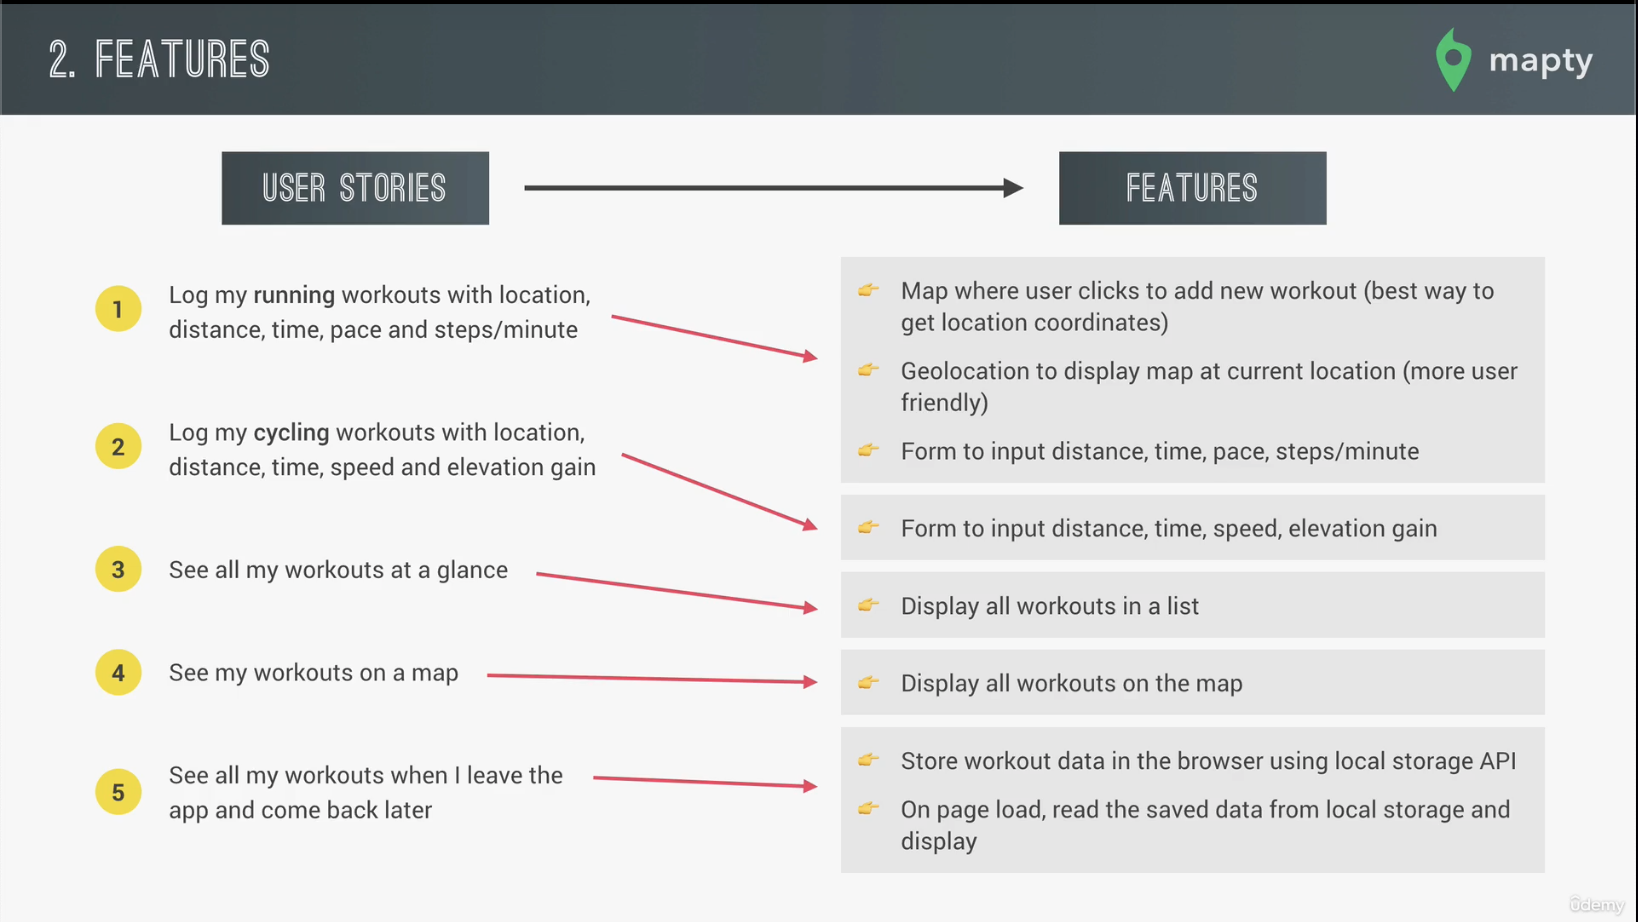 2. FEATURES
mapty
USER STORIES
FEATURES
1
Log my running workouts with location,
distance, time, pace and steps/minute
2
Log my cycling workouts with location,
distance, time, speed and elevation gain
3
See all my workouts at a glance
4
See my workouts on a map
5
See all my workouts when I leave the
app and come back later
Map where user clicks to add new workout (best way to
get location coordinates)
Geolocation to display map at current location (more user
friendly)
Form to input distance, time, pace, steps/minute
Form to input distance, time, speed, elevation gain
Display all workouts in a list
Display all workouts on the map
Store workout data in the browser using local storage API
On page load, read the saved data from local storage and
display
ûdemy